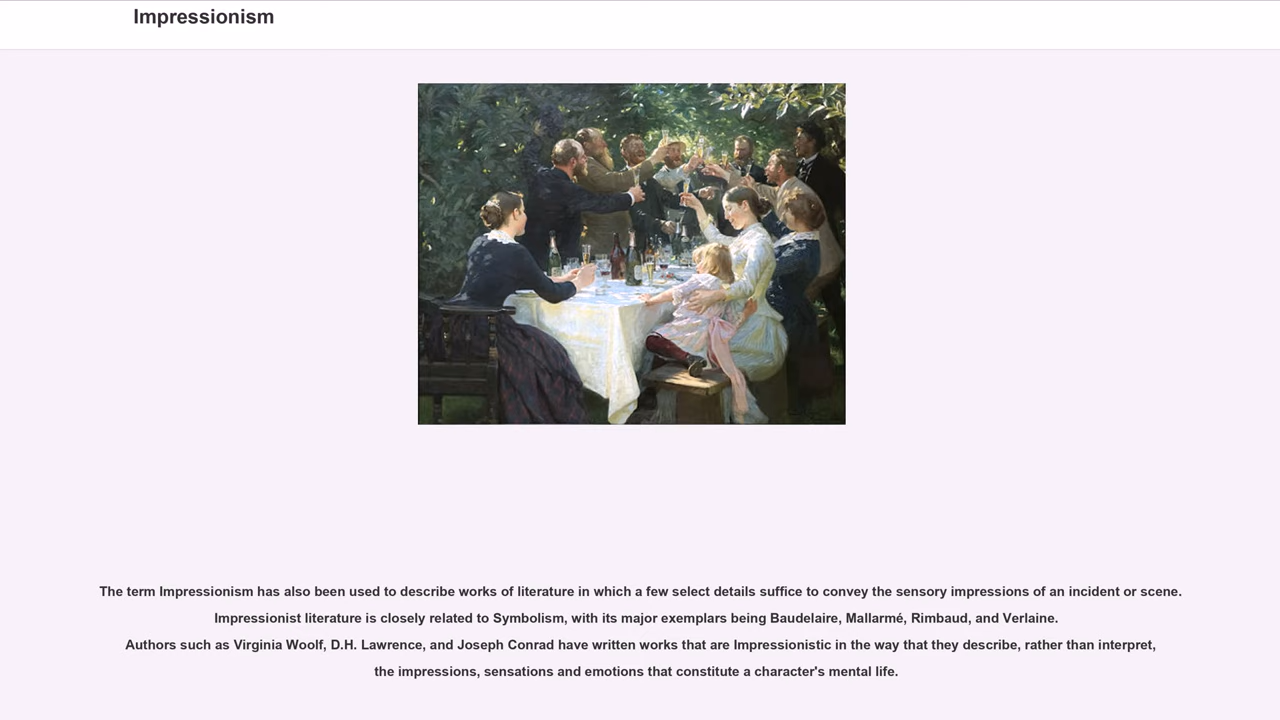 Impressionism
The term Impressionism has also been used to describe works of literature in which a few select details suffice to convey the sensory impressions of an incident or scene.
Impressionist literature is closely related to Symbolism, with its major exemplars being Baudelaire, Mallarmé, Rimbaud, and Verlaine.
Authors such as Virginia Woolf, D.H. Lawrence, and Joseph Conrad have written works that are Impressionistic in the way that they describe, rather than interpret,
the impressions, sensations and emotions that constitute a character's mental life.